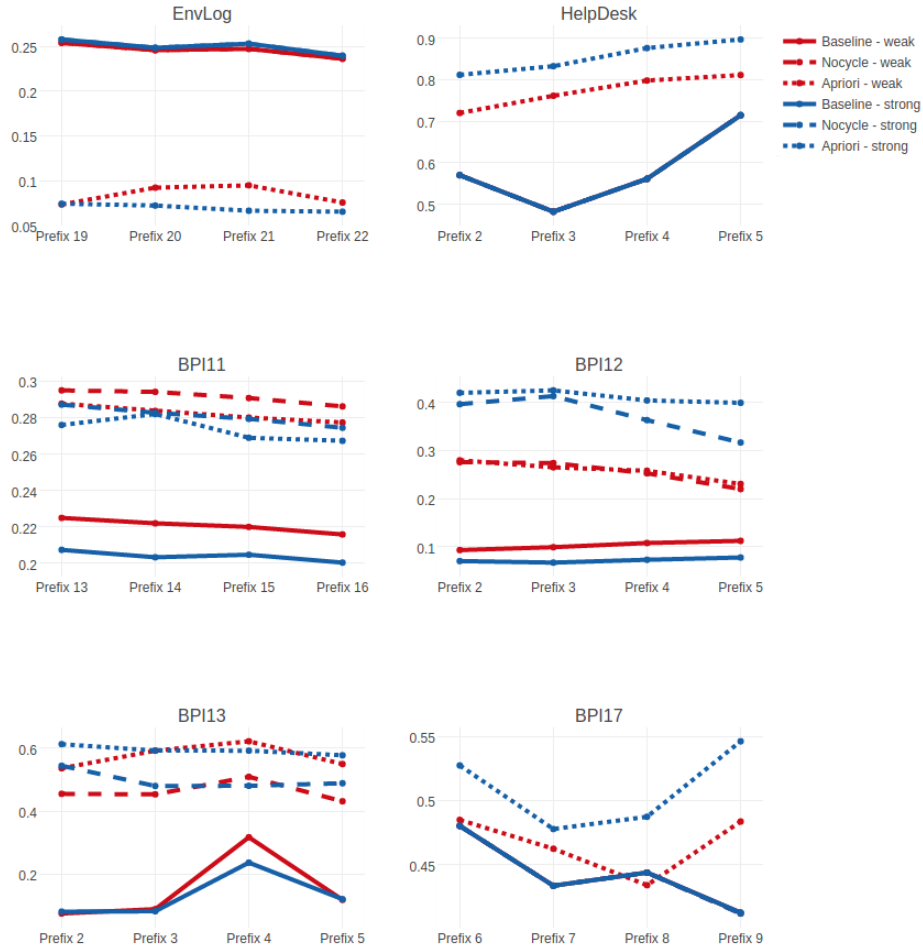 EnvLog
0.25
0.2
0.15
0.1
0.05
Prefix 19 Prefix 20 Prefix 21 Prefix 22
HelpDesk
0.9
0.8
0.7
0.6
0.5
Prefix 2 Prefix 3 Prefix 4 Prefix 5
Baseline - weak
Nocycle - weak
Apriori - weak
Baseline - strong
Nocycle - strong
Apriori - strong
BPI11
0.3
0.28
0.26
0.24
0.22
0.2
Prefix 13 Prefix 14 Prefix 15 Prefix 16
BPI12
0.4
0.3
0.2
0.1
Prefix 2 Prefix 3 Prefix 4 Prefix 5
BPI13
0.6
0.4
0.2
Prefix 2 Prefix 3 Prefix 4 Prefix 5
BPI17
0.55
0.5
0.45
Prefix 6 Prefix 7 Prefix 8 Prefix 9